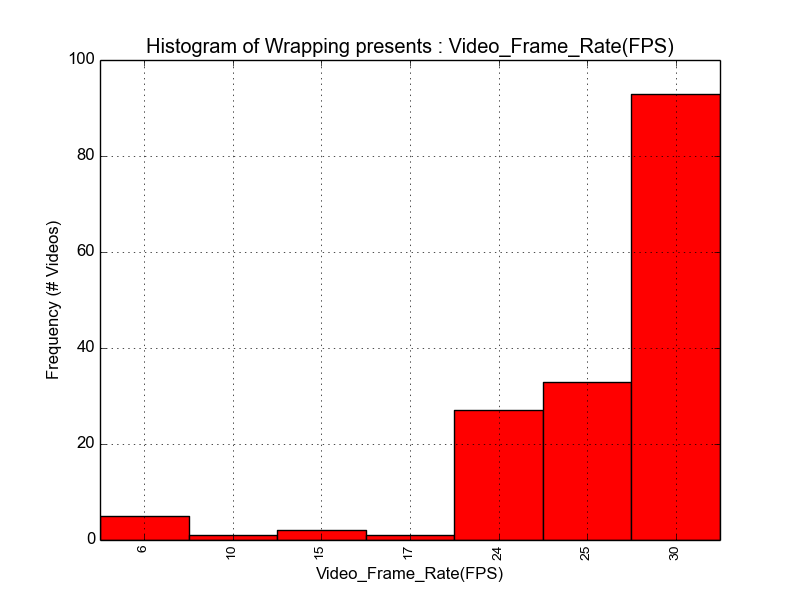 Histogram of Wrapping presents : Video_Frame_Rate(FPS)
100
80
60
40
20
0
Frequency (# Videos)
6 10 15 17 24 25 30
Video_Frame_Rate(FPS)